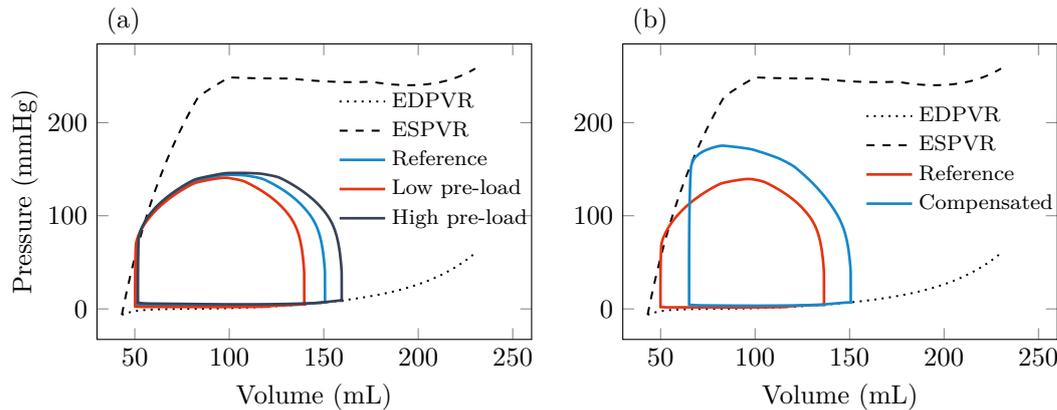 (a)
Pressure (mmHg)
200
100
0
50 100 150 200 250
Volume (mL)
EDPVR
ESPVR
Reference
Low pre-load
High pre-load
(b)
200
100
0
50 100 150 200 250
Volume (mL)
EDPVR
ESPVR
Reference
Compensated